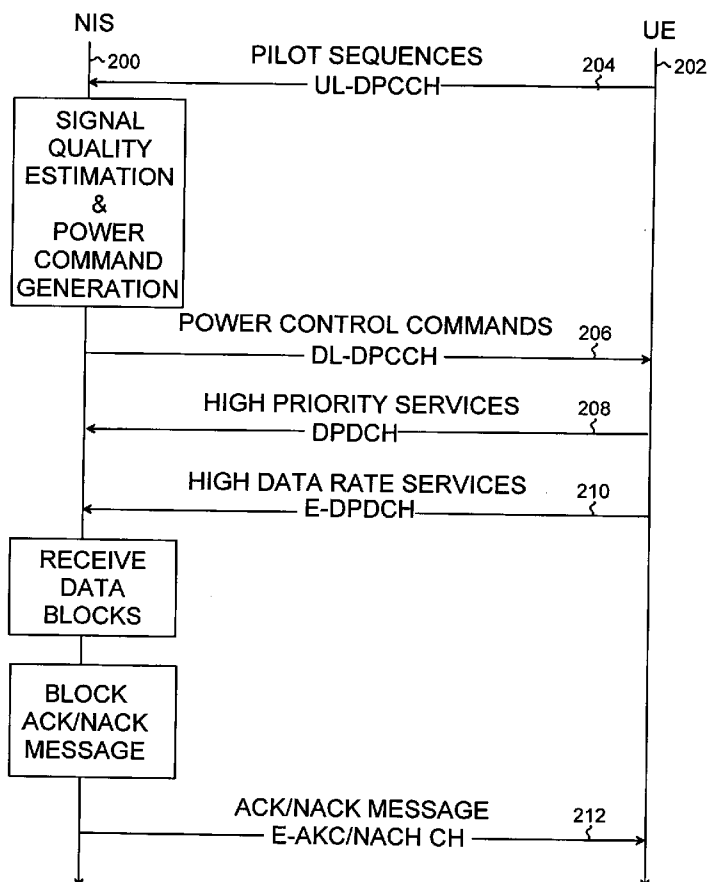 NIS
UE
200
PILOT SEQUENCES
204
202
UL-DPCCH
SIGNAL
QUALITY
ESTIMATION
&
POWER
COMMAND
GENERATION
POWER CONTROL COMMANDS
206
DL-DPCCH
HIGH PRIORITY SERVICES
208
DPDCH
HIGH DATA RATE SERVICES
210
E-DPDCH
RECEIVE
DATA
BLOCKS
BLOCK
ACK/NACK
MESSAGE
ACK/NACK MESSAGE
212
E-AKC/NACH CH